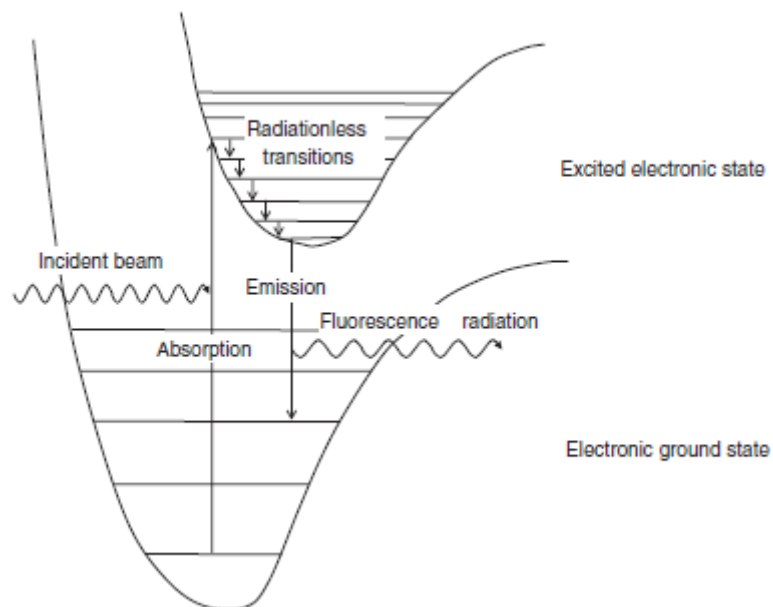 Radiationless
transitions
Excited electronic state
Incident beam
Emission
Fluorescence radiation
Absorption
Electronic ground state